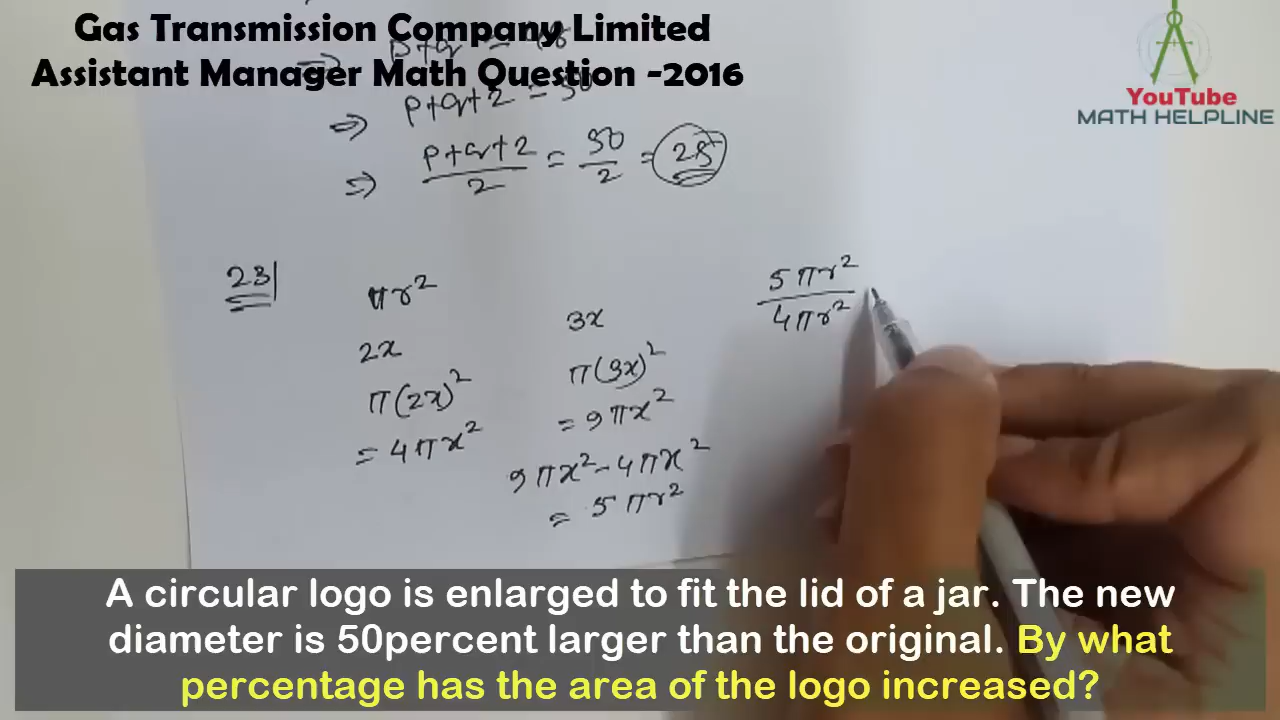 Gas Transmission Company Limited
Assistant Manager Math Question -2016
YouTube
MATH HELPLINE
⇒ p+q+2 = 50
⇒ p+q+2/2 = 50/2 = 25
23|
πr²
2x
π(2x)²
= 4πx²
3x
π(3x)²
= 9πx²
9πx² - 4πx²
= 5πr²
5πr²
4πr²
A circular logo is enlarged to fit the lid of a jar. The new
diameter is 50percent larger than the original. By what
percentage has the area of the logo increased?